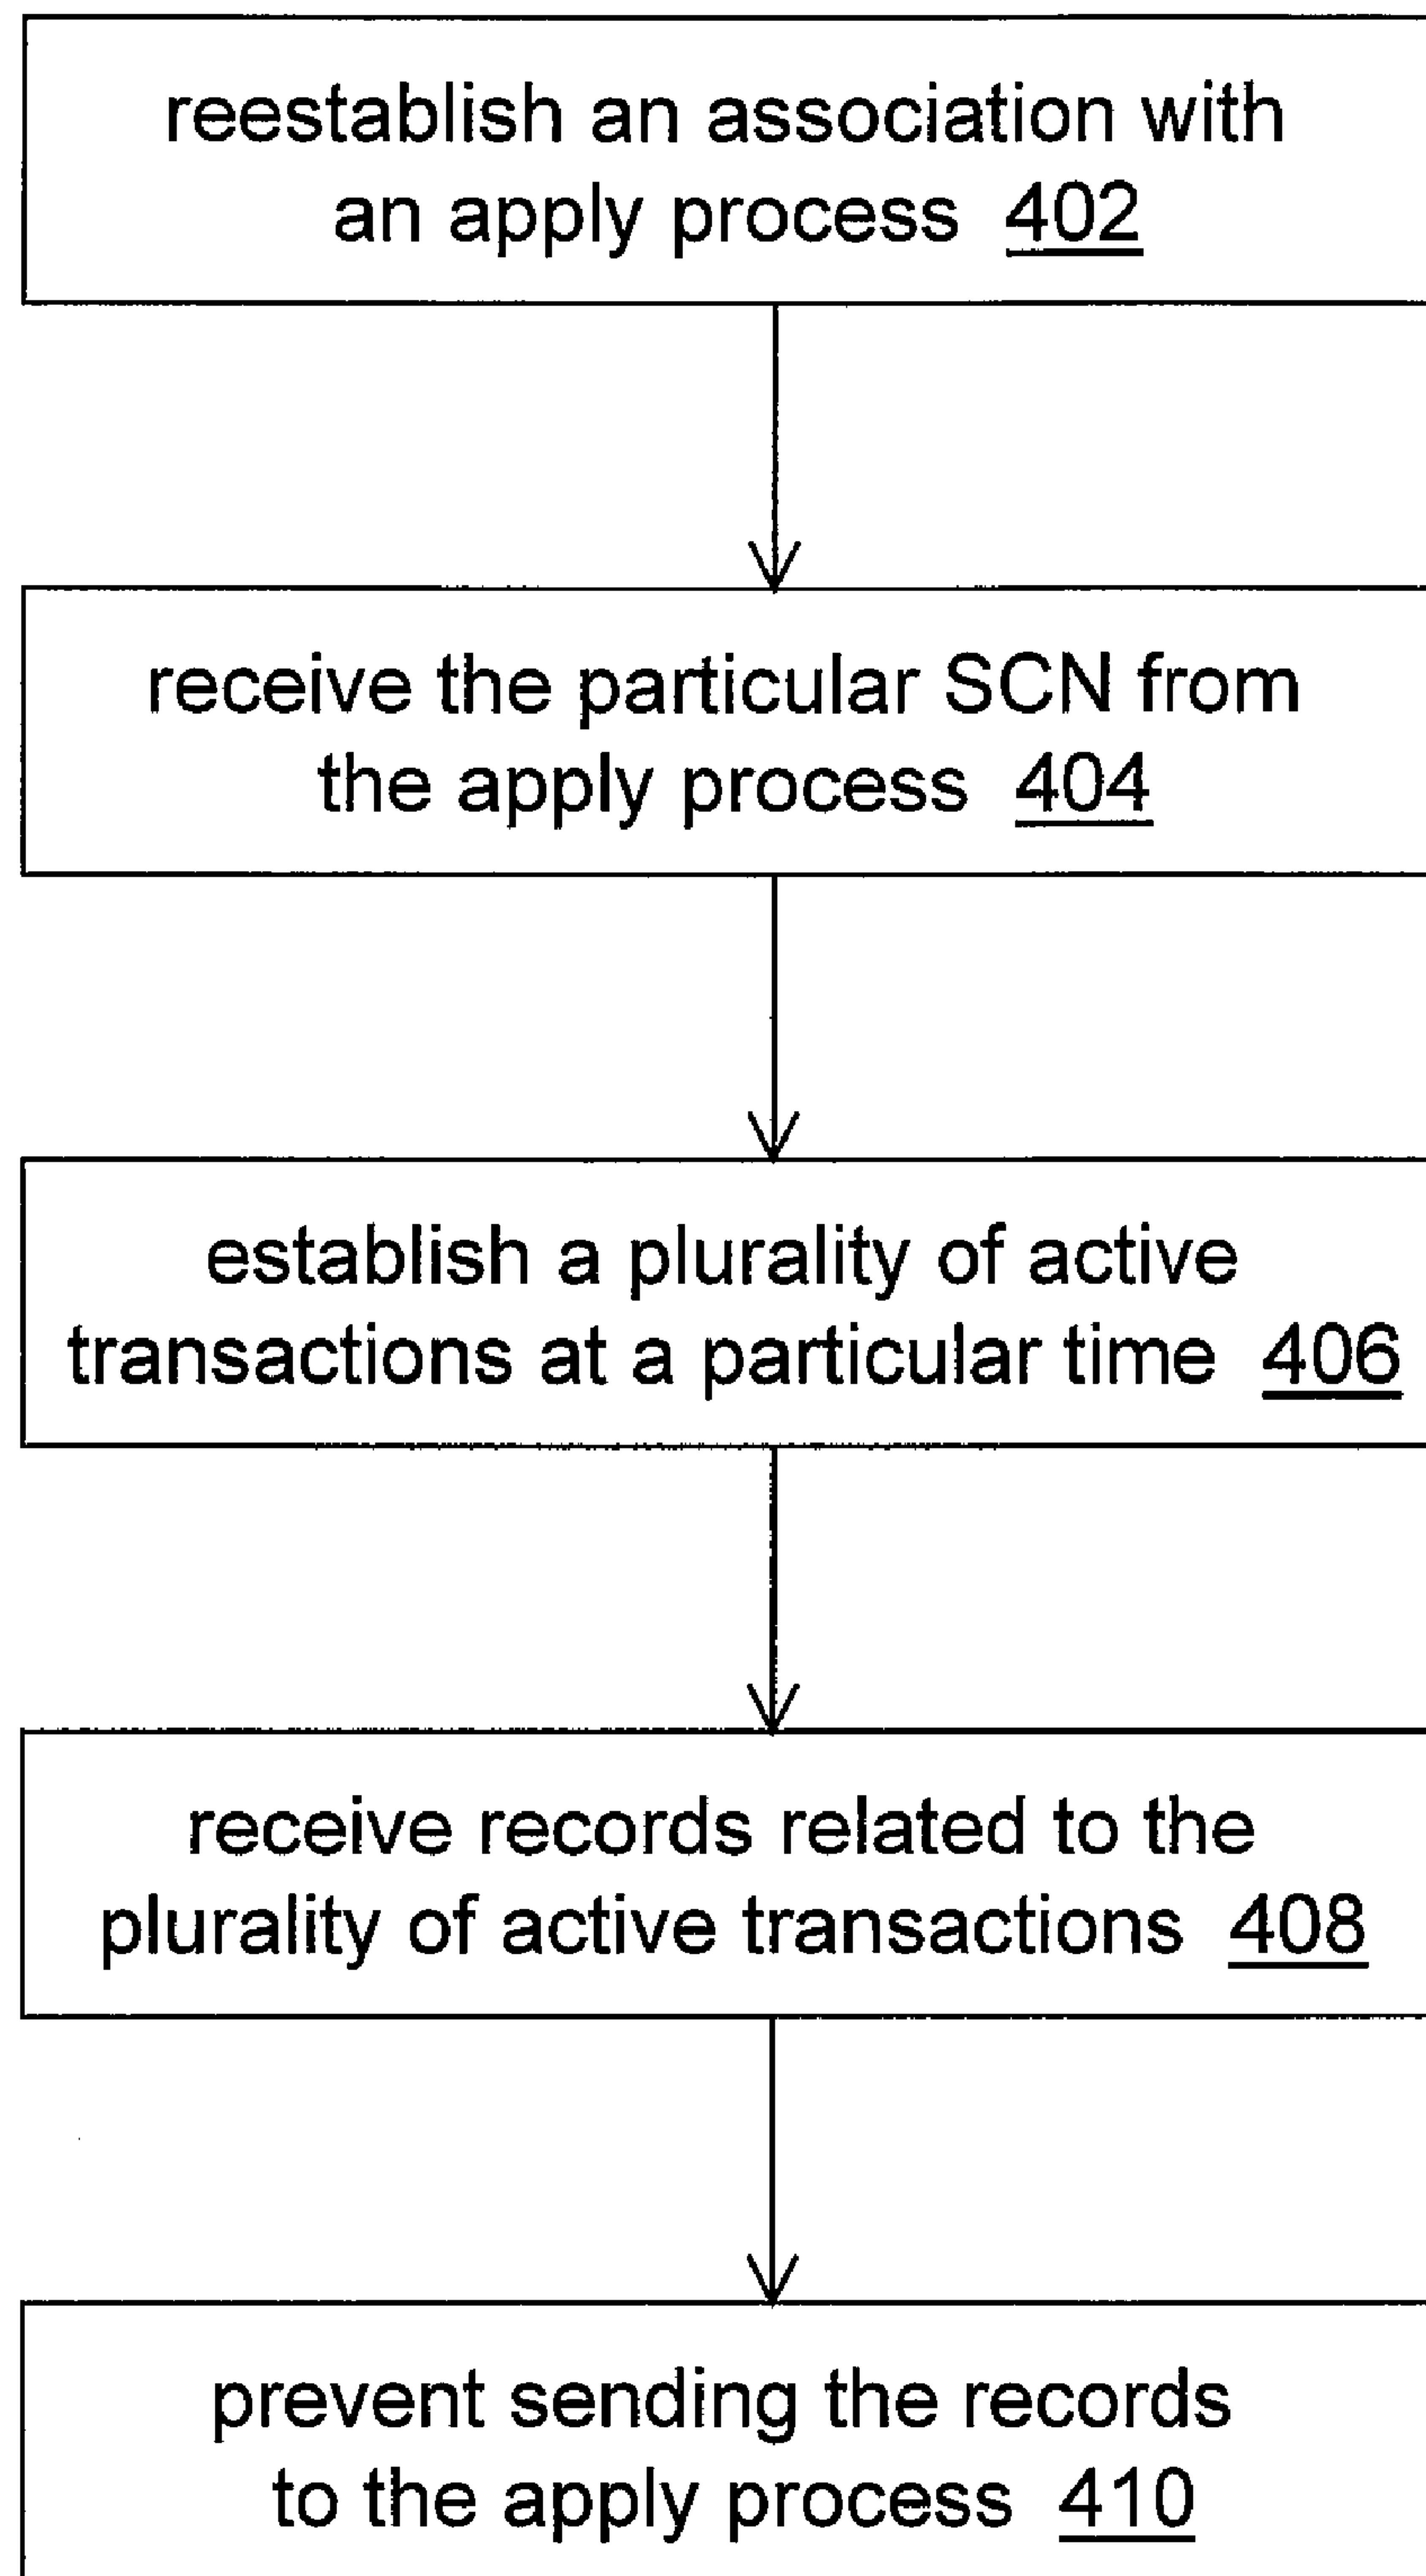 reestablish an association with
an apply process 402
receive the particular SCN from
the apply process 404
establish a plurality of active
transactions at a particular time 406
receive records related to the
plurality of active transactions 408
prevent sending the records
to the apply process 410